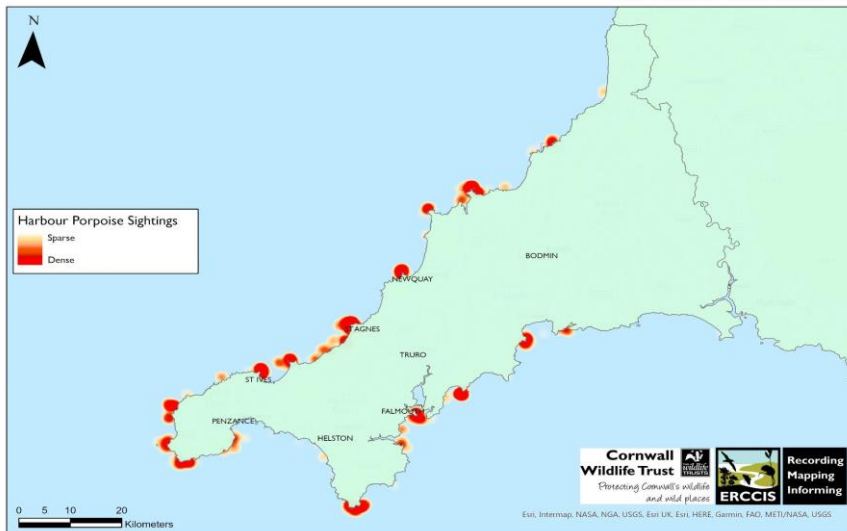 N
Harbour Porpoise Sightings
Sparse
Dense
BODMIN
NEWQUAY
ST AGNES
TRURO
ST IVES
FALMOUTH
PENZANCE
HELSTON
0 5 10 20
Kilometers
Cornwall
Wildlife Trust
Protecting Cornwall's wildlife
and wild places
ERCCIS
Recording
Mapping
Informing
Esri, Intermap, NASA, NGA, USGS, Esri UK, Esri, HERE, Garmin, FAO, METI/NASA, USGS